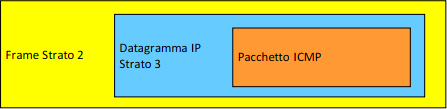 Frame Strato 2
Datagramma IP
Strato 3
Pacchetto ICMP